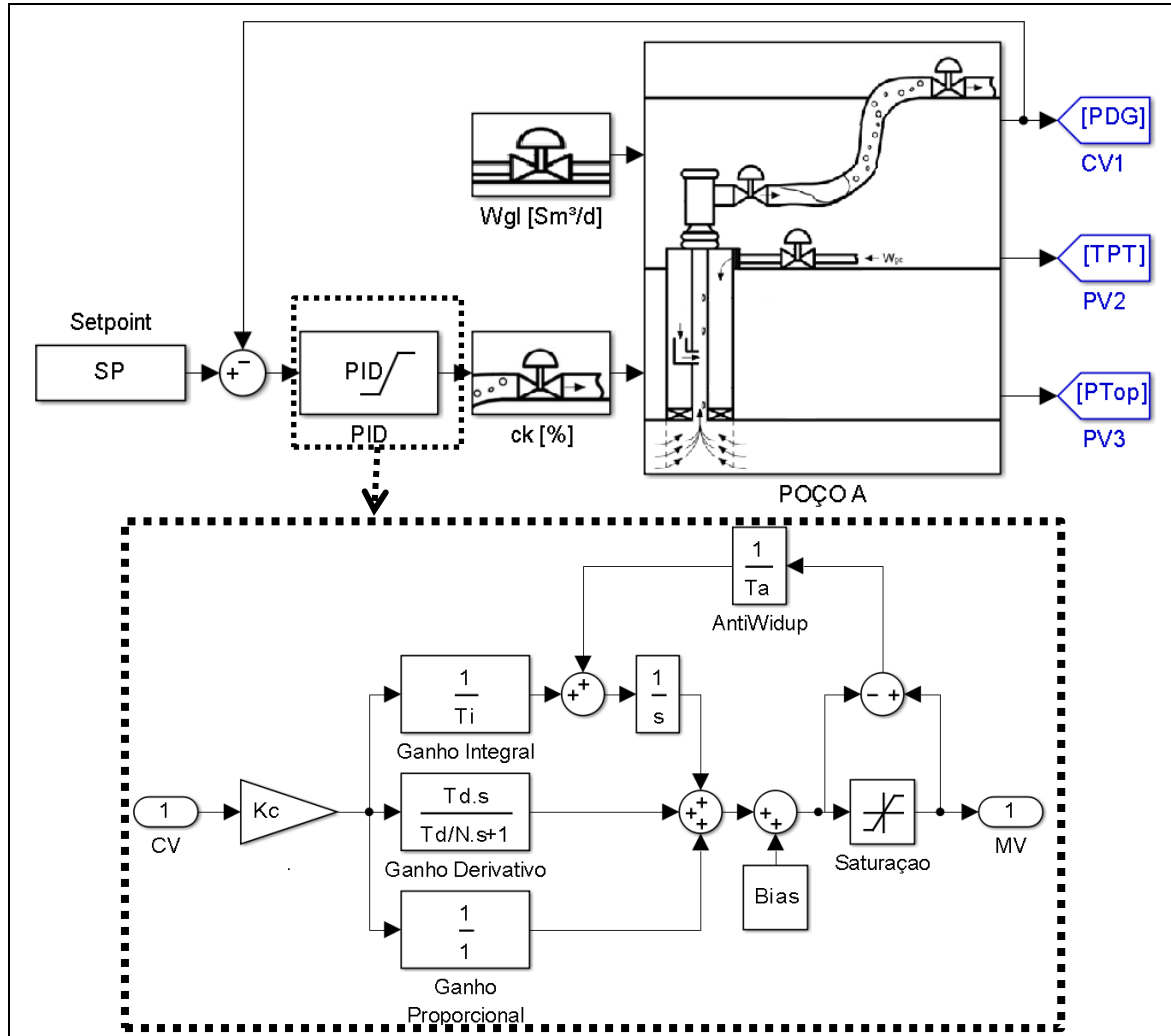 [PDG]
CV1
Wgl [Sm³/d]
← Wgc
[TPT]
PV2
Setpoint
SP
+
−
PID
PID
ck [%]
[PTop]
PV3
POÇO A
1
Ta
AntiWidup
1
Ti
Ganho Integral
+ +
1
s
− +
1
CV
Kc
Td.s
Td/N.s+1
Ganho Derivativo
+
+ +
+
+
Saturaçao
1
MV
Bias
1
1
Ganho
Proporcional